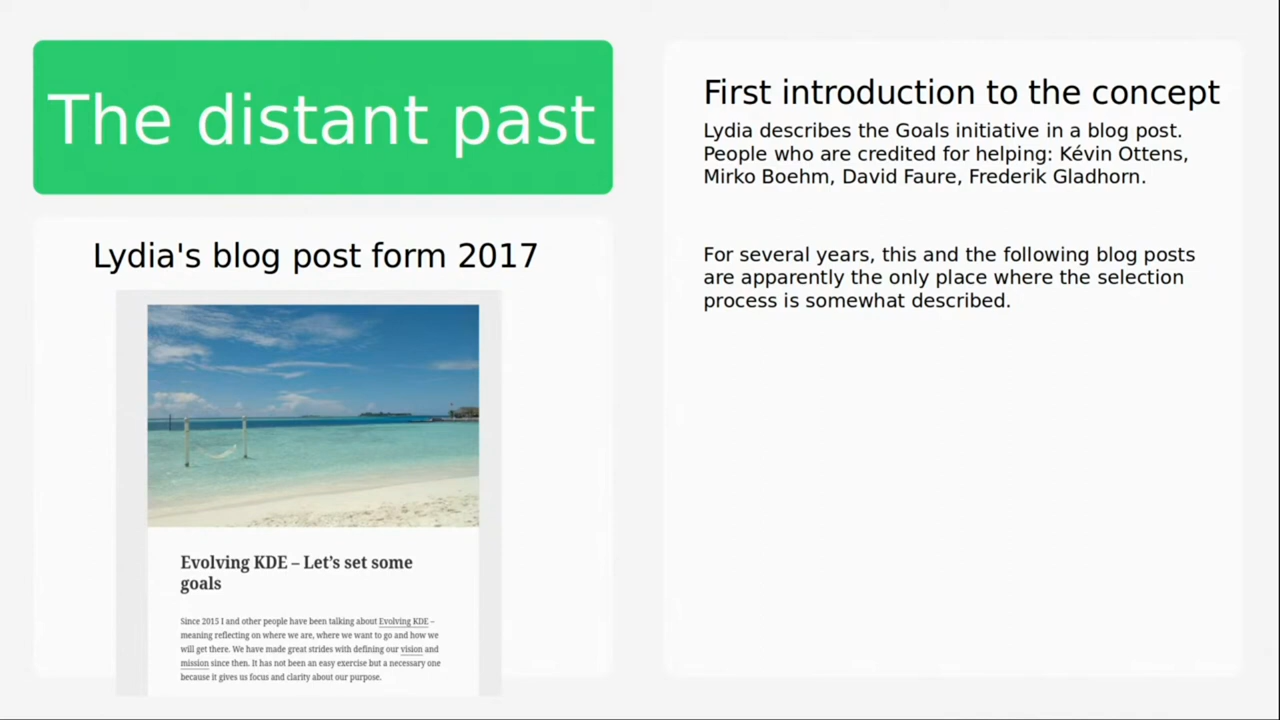 The distant past
Lydia's blog post form 2017
Evolving KDE – Let's set some
goals
Since 2015 I and other people have been talking about Evolving KDE –
meaning reflecting on where we are, where we want to go and how we
will get there. We have made great strides with defining our vision and
mission since then. It has not been an easy exercise but a necessary one
because it gives us focus and clarity about our purpose.
First introduction to the concept
Lydia describes the Goals initiative in a blog post.
People who are credited for helping: Kévin Ottens,
Mirko Boehm, David Faure, Frederik Gladhorn.
For several years, this and the following blog posts
are apparently the only place where the selection
process is somewhat described.